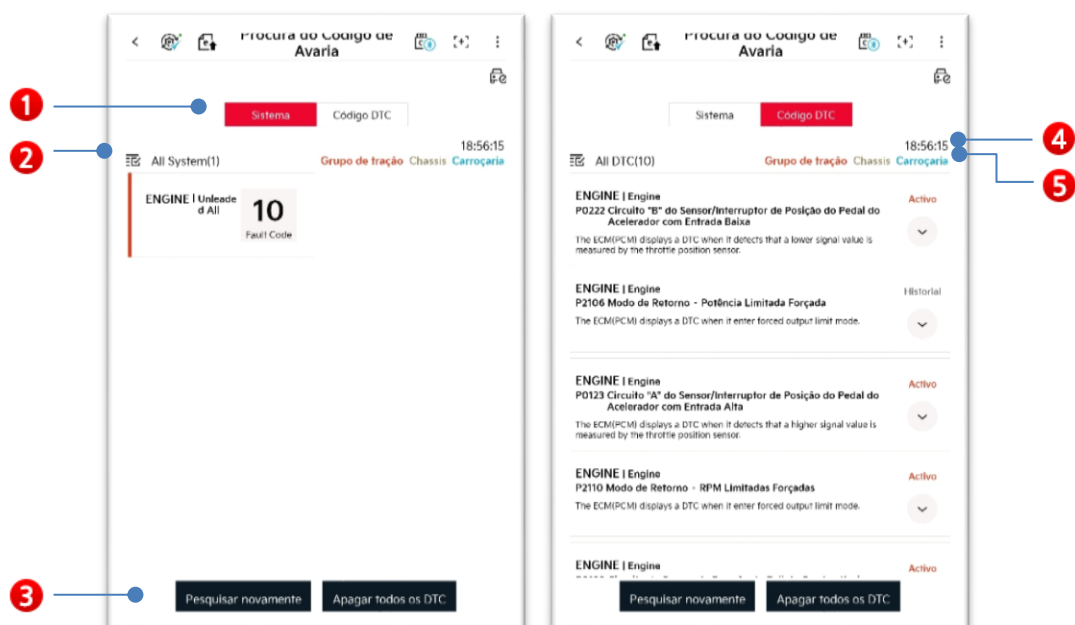 Procura do Código de
Avaria
Sistema
Código DTC
18:56:15
All System(1)
Grupo de tração Chassis Carroçaria
ENGINE | Unleade
d All
10
Fault Code
Pesquisar novamente
Apagar todos os DTC
1
2
3
Procura do Código de
Avaria
Sistema
Código DTC
18:56:15
All DTC(10)
Grupo de tração Chassis Carroçaria
ENGINE | Engine
Activo
P0222 Circuito "B" do Sensor/Interruptor de Posição do Pedal do
Acelerador com Entrada Baixa
The ECM(PCM) displays a DTC when it detects that a lower signal value is
measured by the throttle position sensor.
ENGINE | Engine
Historial
P2106 Modo de Retorno - Potência Limitada Forçada
The ECM(PCM) displays a DTC when it enter forced output limit mode.
ENGINE | Engine
Activo
P0123 Circuito "A" do Sensor/Interruptor de Posição do Pedal do
Acelerador com Entrada Alta
The ECM(PCM) displays a DTC when it detects that a higher signal value is
measured by the throttle position sensor.
ENGINE | Engine
Activo
P2110 Modo de Retorno - RPM Limitadas Forçadas
The ECM(PCM) displays a DTC when it enter forced output limit mode.
ENGINE | Engine
Activo
Pesquisar novamente
Apagar todos os DTC
4
5